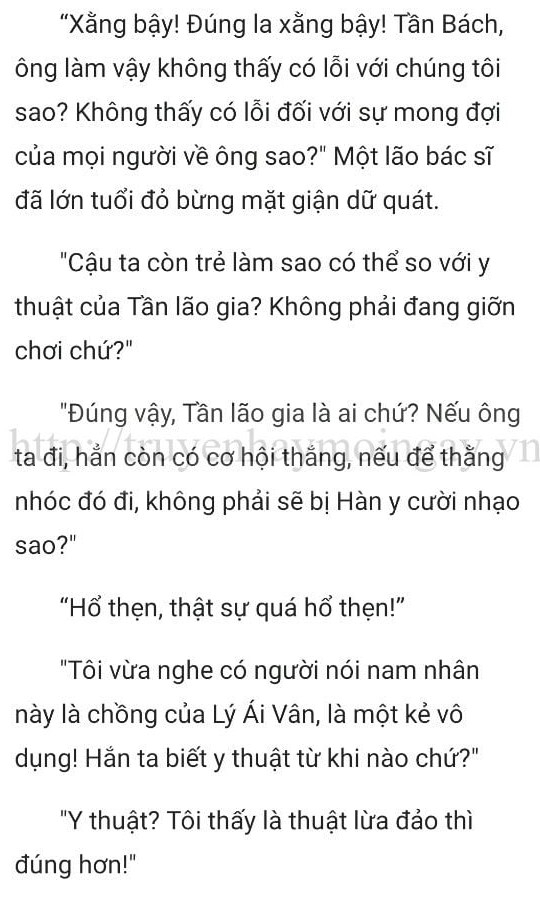 “Xằng bậy! Đúng la xằng bậy! Tần Bách,
ông làm vậy không thấy có lỗi với chúng tôi
sao? Không thấy có lỗi đối với sự mong đợi
của mọi người về ông sao?" Một lão bác sĩ
đã lớn tuổi đỏ bừng mặt giận dữ quát.
"Cậu ta còn trẻ làm sao có thể so với y
thuật của Tần lão gia? Không phải đang giỡn
chơi chứ?"
"Đúng vậy, Tần lão gia là ai chứ? Nếu ông
http://truyenhaymoingay.vn
ta đi, hẳn còn có cơ hội thắng, nếu để thằng
nhóc đó đi, không phải sẽ bị Hàn y cười nhạo
sao?"
“Hổ thẹn, thật sự quá hổ thẹn!”
"Tôi vừa nghe có người nói nam nhân
này là chồng của Lý Ái Vân, là một kẻ vô
dụng! Hắn ta biết y thuật từ khi nào chứ?"
"Y thuật? Tôi thấy là thuật lừa đảo thì
đúng hơn!"